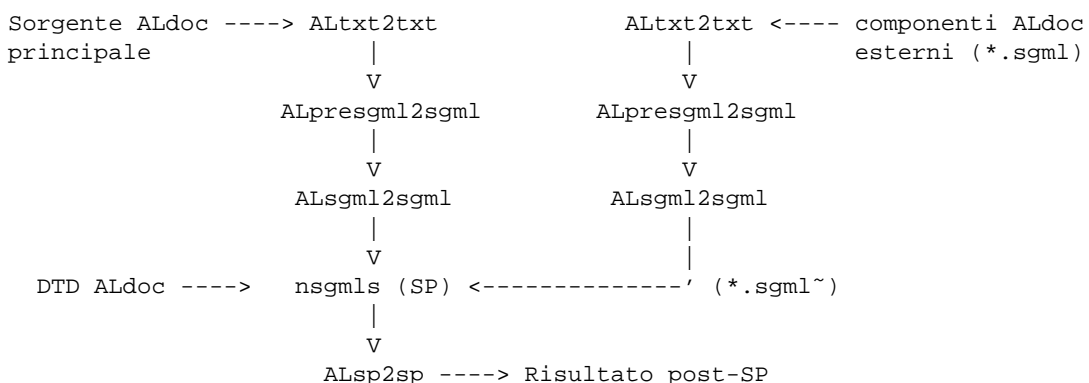 Sorgente ALdoc ----> ALtxt2txt                ALtxt2txt <---- componenti ALdoc
principale               |                        |           esterni (*.sgml)
                         V                        V
                  ALpresgml2sgml          ALpresgml2sgml
                         |                        |
                         V                        V
                   ALsgml2sgml              ALsgml2sgml
                         |                        |
                         V                        |
  DTD ALdoc ---->  nsgmls (SP) <--------------' (*.sgml~)
                         |
                         V
                     ALsp2sp ----> Risultato post-SP